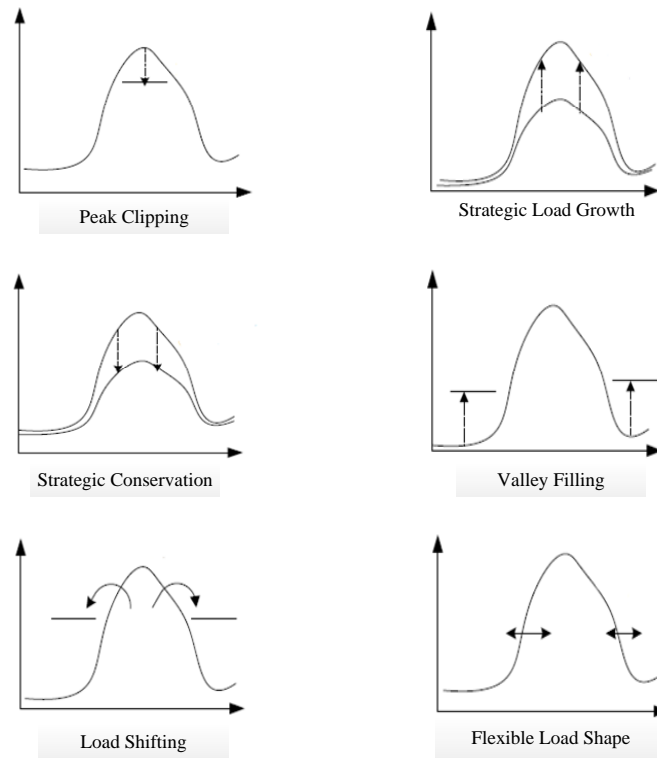 Peak Clipping
Strategic Load Growth
Strategic Conservation
Valley Filling
Load Shifting
Flexible Load Shape